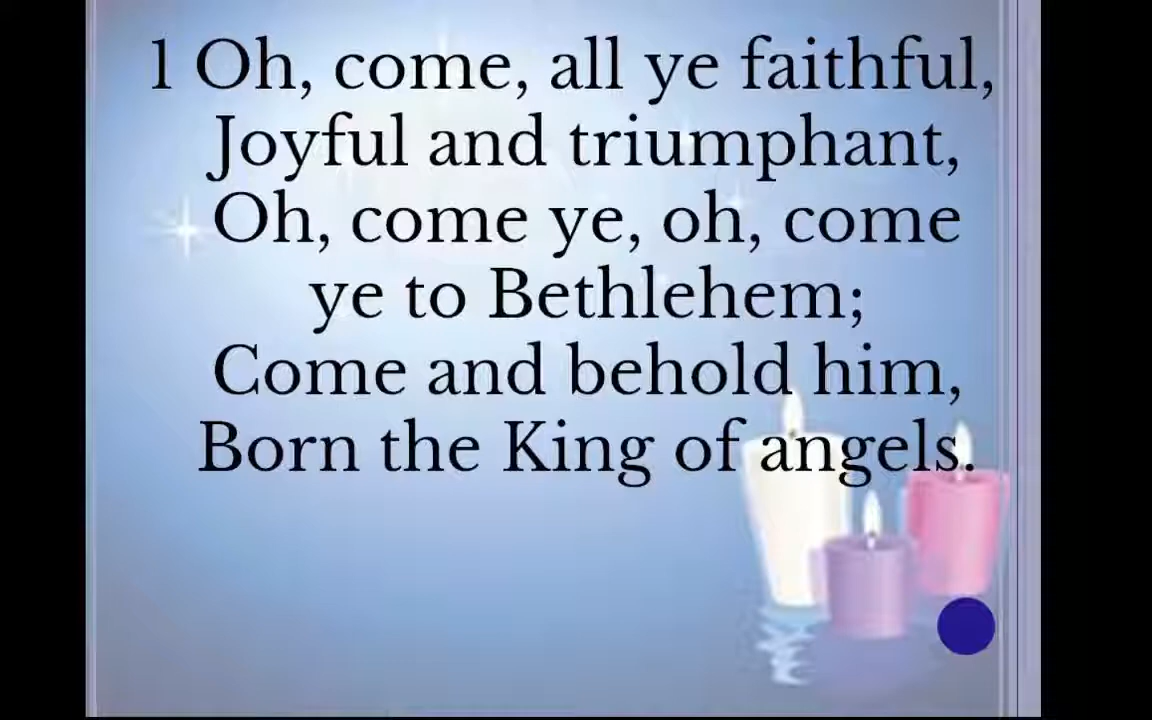 1 Oh, come, all ye faithful,
Joyful and triumphant,
Oh, come ye, oh, come
ye to Bethlehem;
Come and behold him,
Born the King of angels.